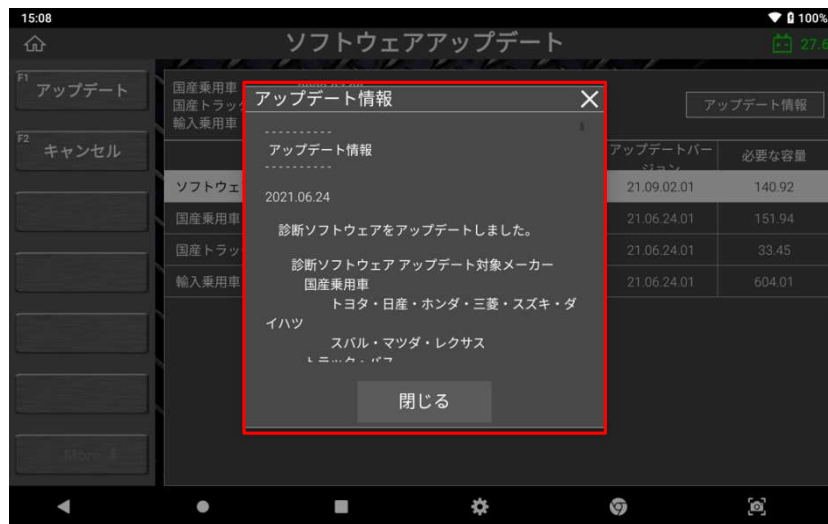 15:08
100%
ソフトウェアアップデート
27.6
F1
アップデート
国産乗用車
国産トラック
輸入乗用車
アップデート情報
F2
キャンセル
アップデート情報
----------
アップデート情報
----------
2021.06.24
診断ソフトウェアをアップデートしました。
診断ソフトウェア アップデート対象メーカー
国産乗用車
トヨタ・日産・ホンダ・三菱・スズキ・ダ
イハツ
スバル・マツダ・レクサス
トラック・バス
閉じる
アップデートバー
ジョン
必要な容量
ソフトウェ
21.09.02.01
140.92
国産乗用車
21.06.24.01
151.94
国産トラッ
21.06.24.01
33.45
輸入乗用車
21.06.24.01
604.01
More